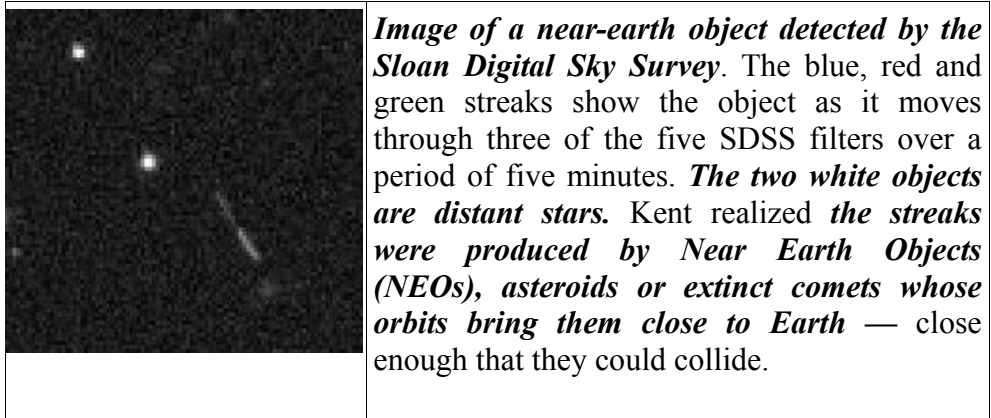 Image of a near-earth object detected by the
Sloan Digital Sky Survey. The blue, red and
green streaks show the object as it moves
through three of the five SDSS filters over a
period of five minutes. The two white objects
are distant stars. Kent realized the streaks
were produced by Near Earth Objects
(NEOs), asteroids or extinct comets whose
orbits bring them close to Earth — close
enough that they could collide.